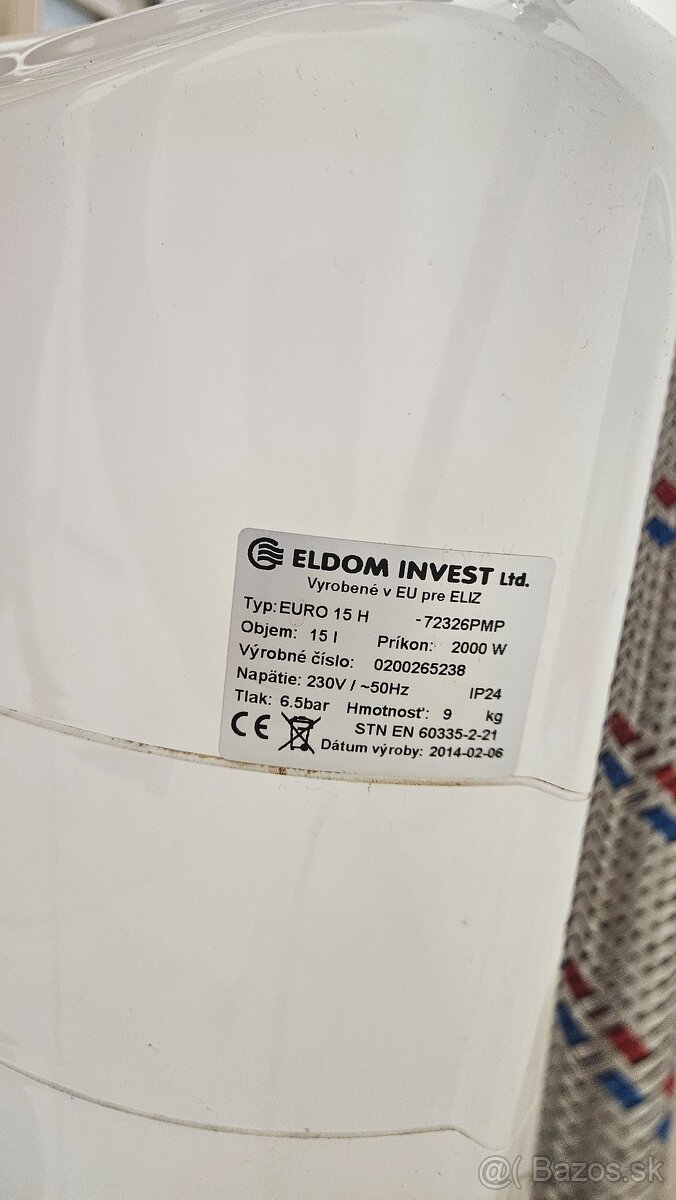 ELDOM INVEST Ltd.
Vyrobené v EU pre ELIZ
Typ: EURO 15 H -72326PMP
Objem: 15 l Príkon: 2000 W
Výrobné číslo: 0200265238
Napätie: 230V / ~50Hz IP24
Tlak: 6.5bar Hmotnosť: 9 kg
CE STN EN 60335-2-21
Dátum výroby: 2014-02-06
@( Bazos.sk